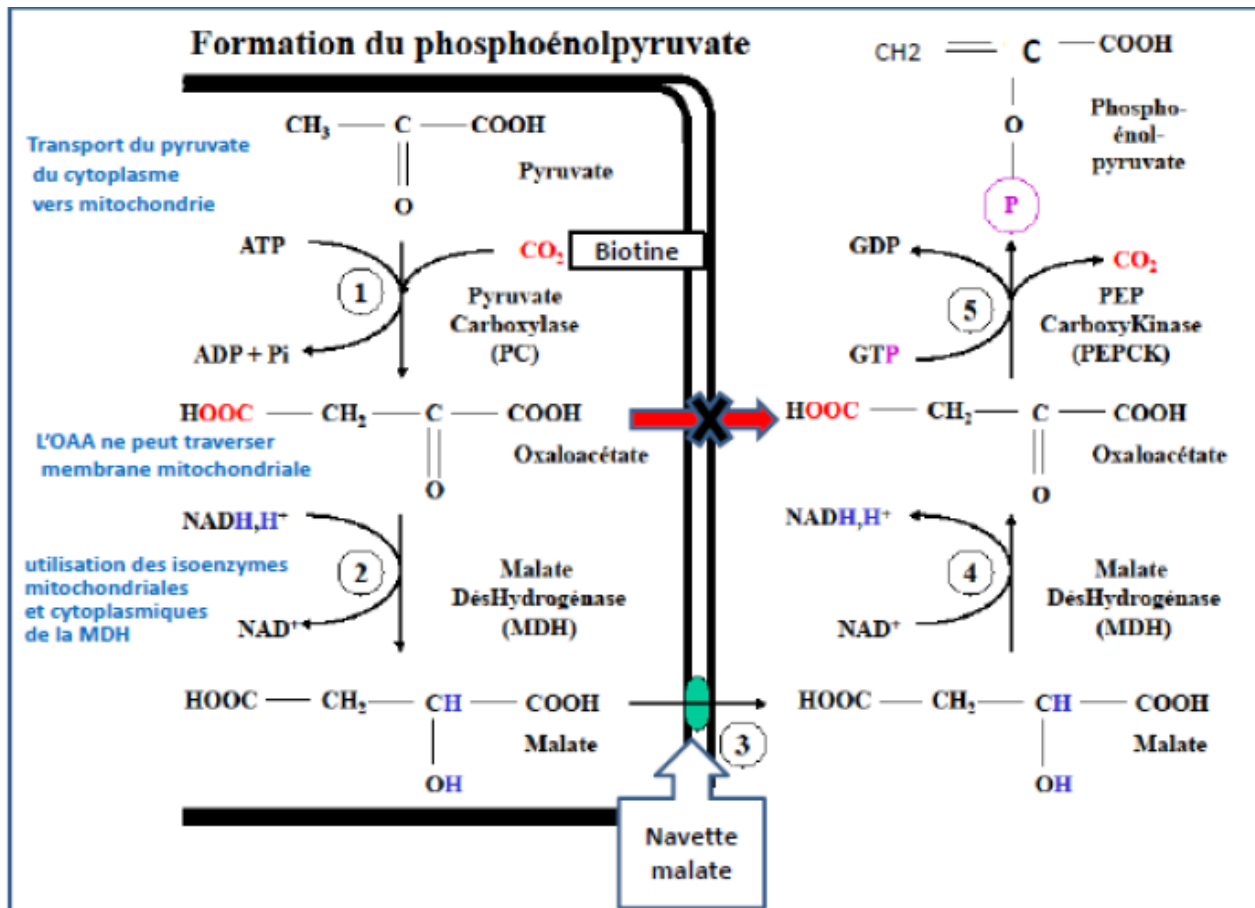 Formation du phosphoénolpyruvate
CH₃ — C — COOH
O
Pyruvate
Transport du pyruvate
du cytoplasme
vers mitochondrie
ATP
CO₂
Biotine
1
Pyruvate
Carboxylase
(PC)
ADP + Pi
HOOC — CH₂ — C — COOH
O
Oxaloacétate
L'OAA ne peut traverser
membrane mitochondriale
X
NADH,H⁺
utilisation des isoenzymes
mitochondriales
et cytoplasmiques
de la MDH
2
Malate
DésHydrogénase
(MDH)
NAD⁺
HOOC — CH₂ — CH — COOH
OH
Malate
3
Navette
malate
CH2 = C — COOH
O
P
Phospho-
énol-
pyruvate
GDP
CO₂
5
PEP
CarboxyKinase
(PEPCK)
GTP
HOOC — CH₂ — C — COOH
O
Oxaloacétate
NADH,H⁺
4
Malate
DésHydrogénase
(MDH)
NAD⁺
HOOC — CH₂ — CH — COOH
OH
Malate